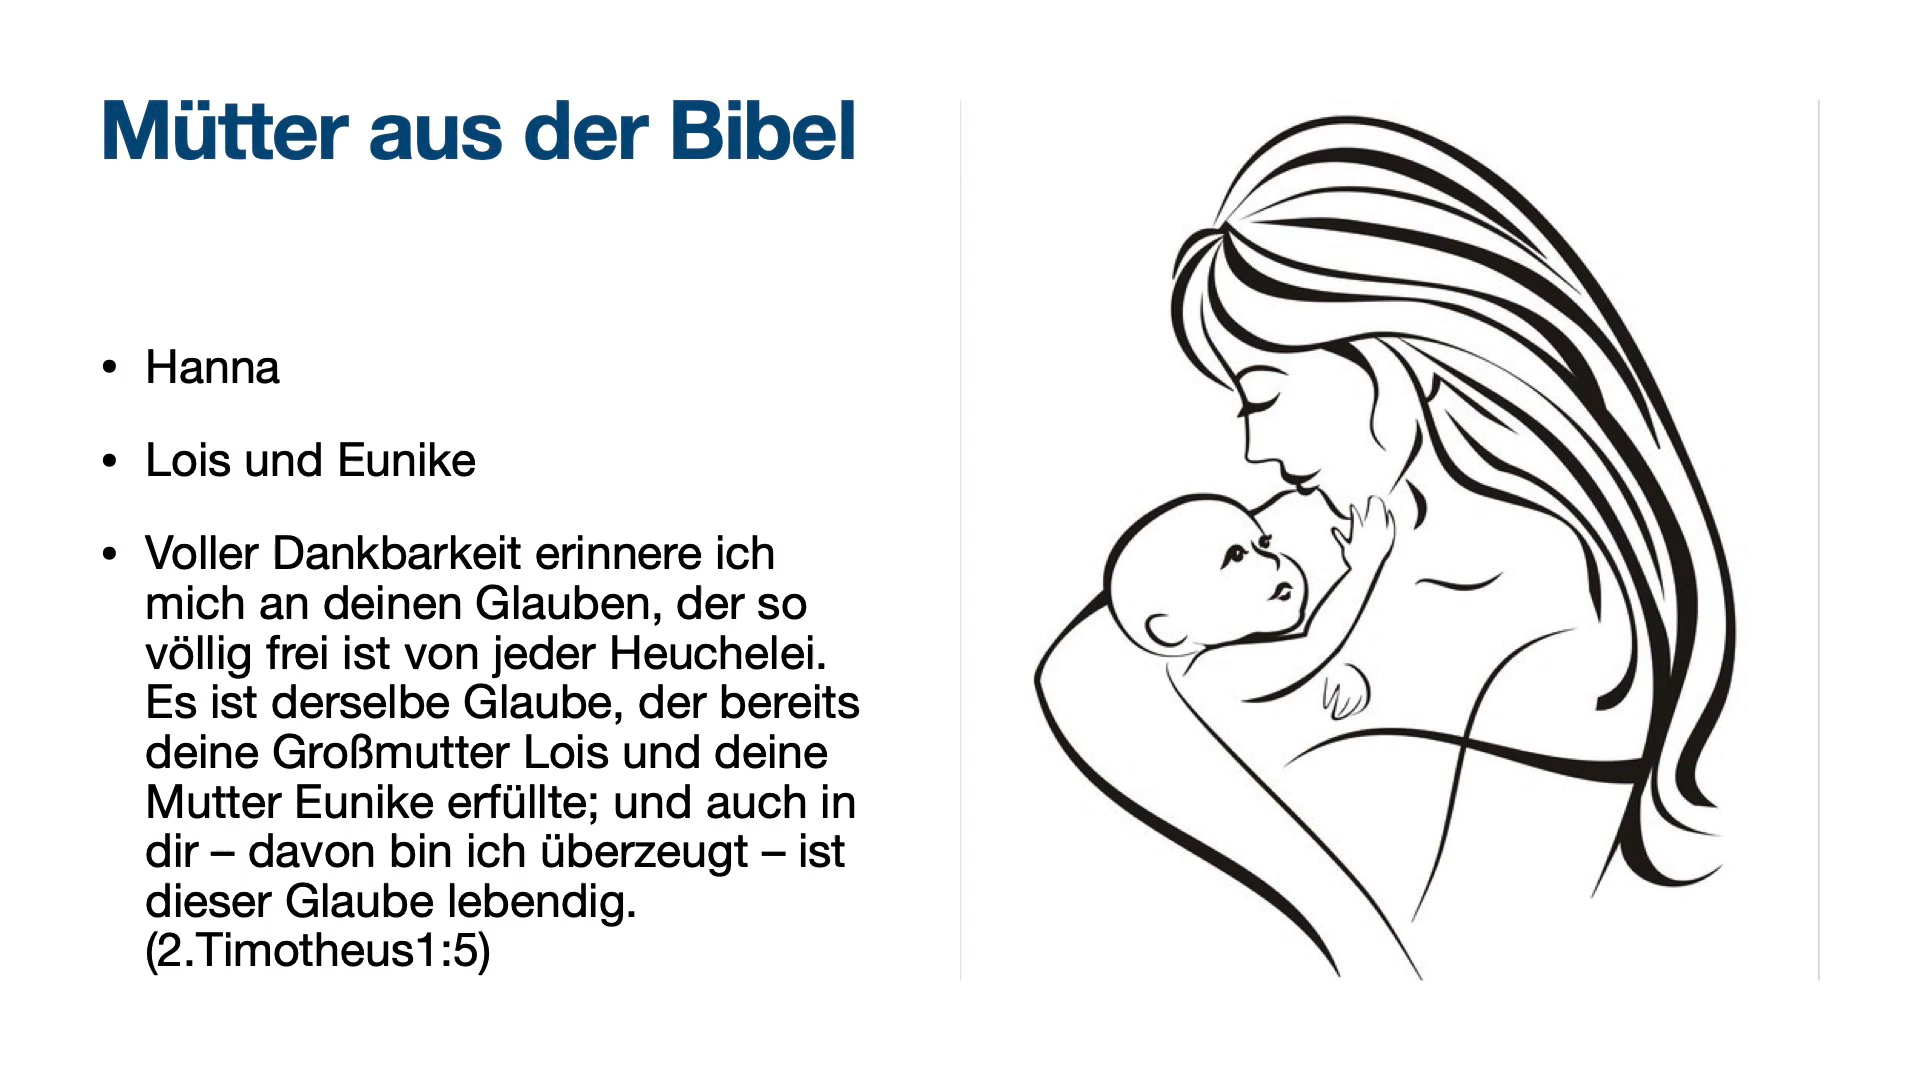 Mütter aus der Bibel
• Hanna
• Lois und Eunike
• Voller Dankbarkeit erinnere ich
mich an deinen Glauben, der so
völlig frei ist von jeder Heuchelei.
Es ist derselbe Glaube, der bereits
deine Großmutter Lois und deine
Mutter Eunike erfüllte; und auch in
dir – davon bin ich überzeugt – ist
dieser Glaube lebendig.
(2.Timotheus1:5)